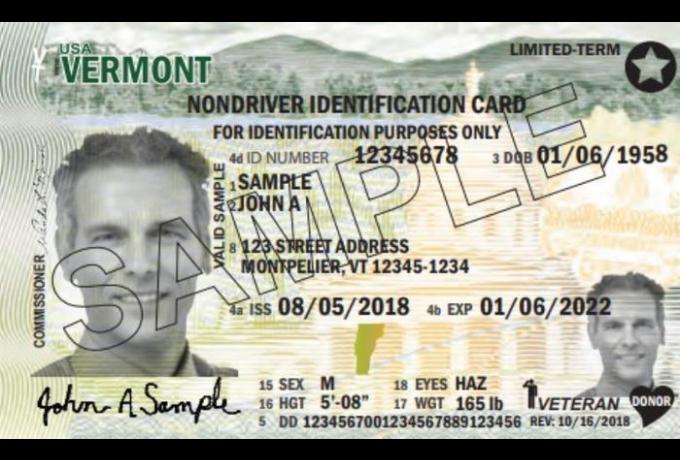 USA
VERMONT
LIMITED-TERM
NONDRIVER IDENTIFICATION CARD
FOR IDENTIFICATION PURPOSES ONLY
4d ID NUMBER 12345678 3 DOB 01/06/1958
1 SAMPLE
2 JOHN A
8 123 STREET ADDRESS
MONTPELIER, VT 12345-1234
4a ISS 08/05/2018 4b EXP 01/06/2022
15 SEX M 18 EYES HAZ
16 HGT 5'-08" 17 WGT 165 lb
5 DD 1234567001234567889123456 REV: 10/16/2018
VETERAN
DONOR
VALID SAMPLE
COMMISSIONER
John A Sample
SAMPLE